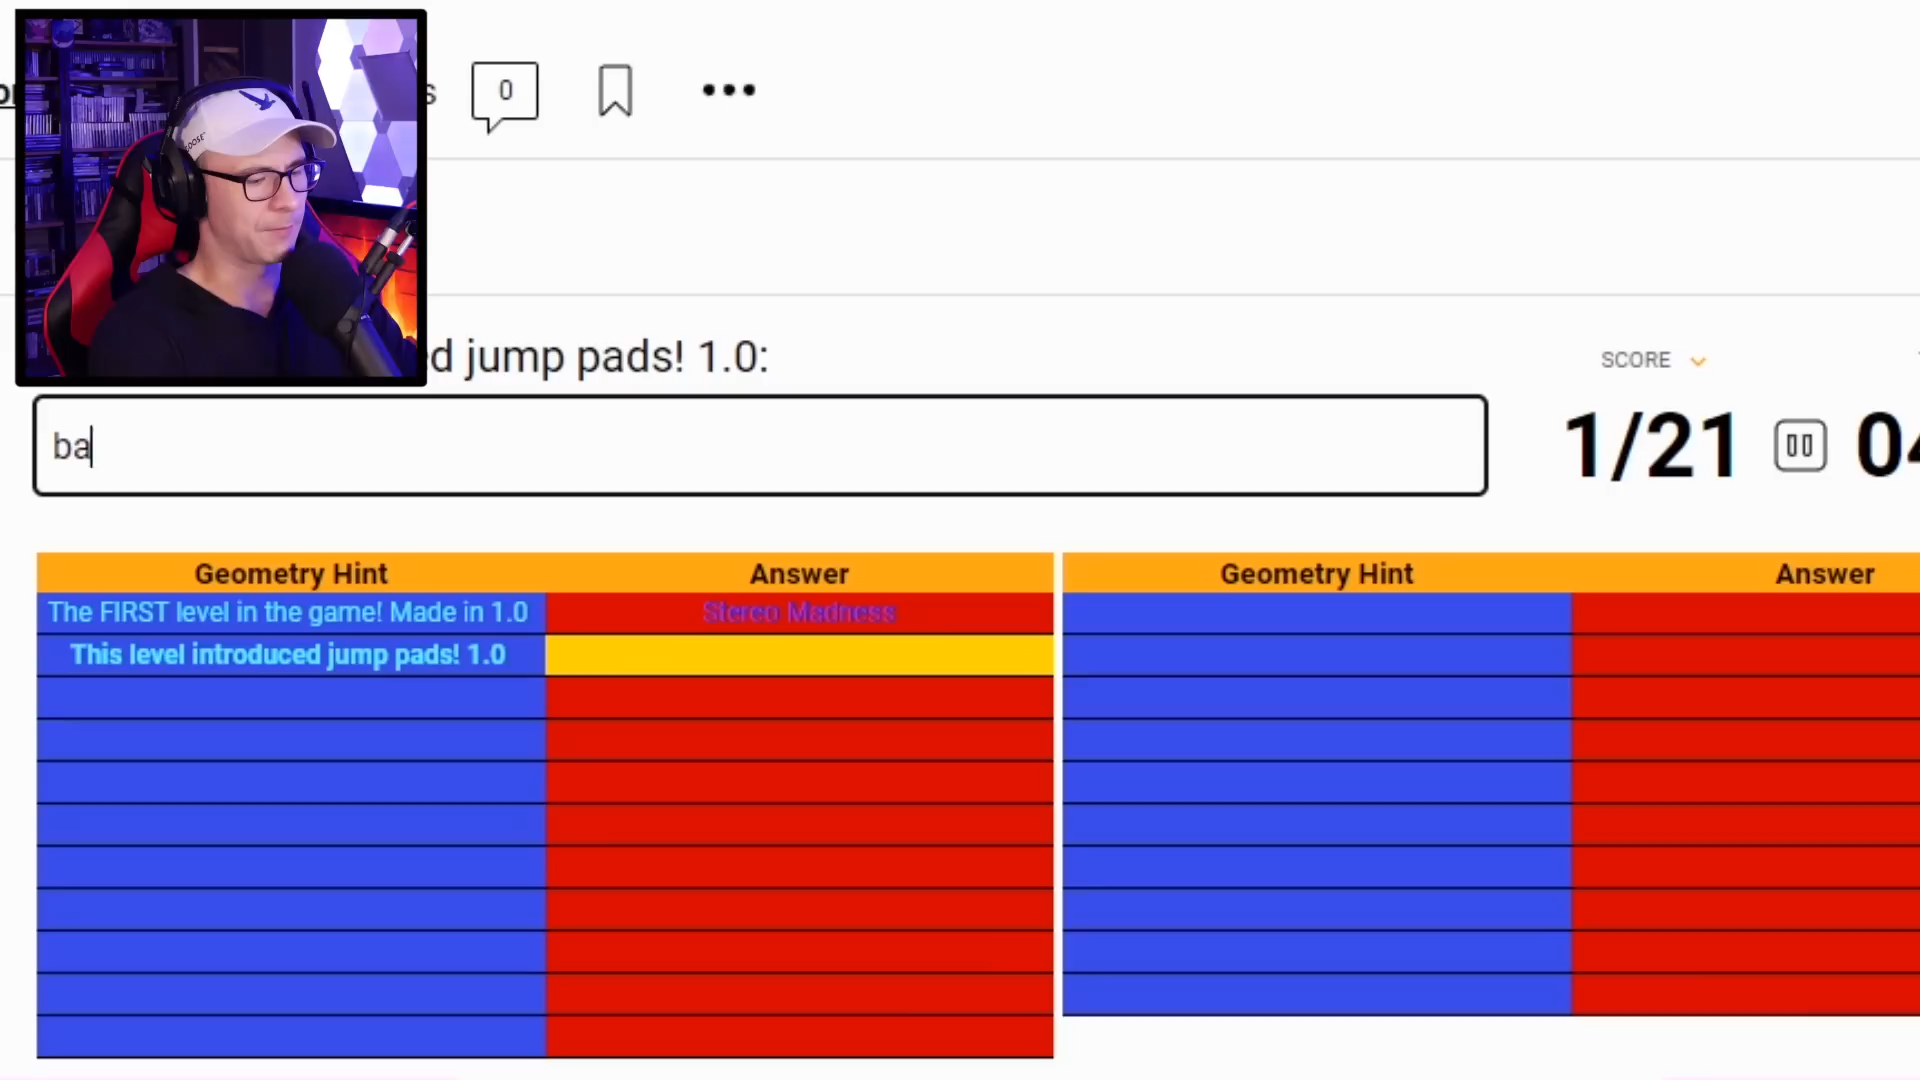 s
0
d jump pads! 1.0:
SCORE
ba
1/21
04
Geometry Hint
Answer
Geometry Hint
Answer
The FIRST level in the game! Made in 1.0
Stereo Madness
This level introduced jump pads! 1.0